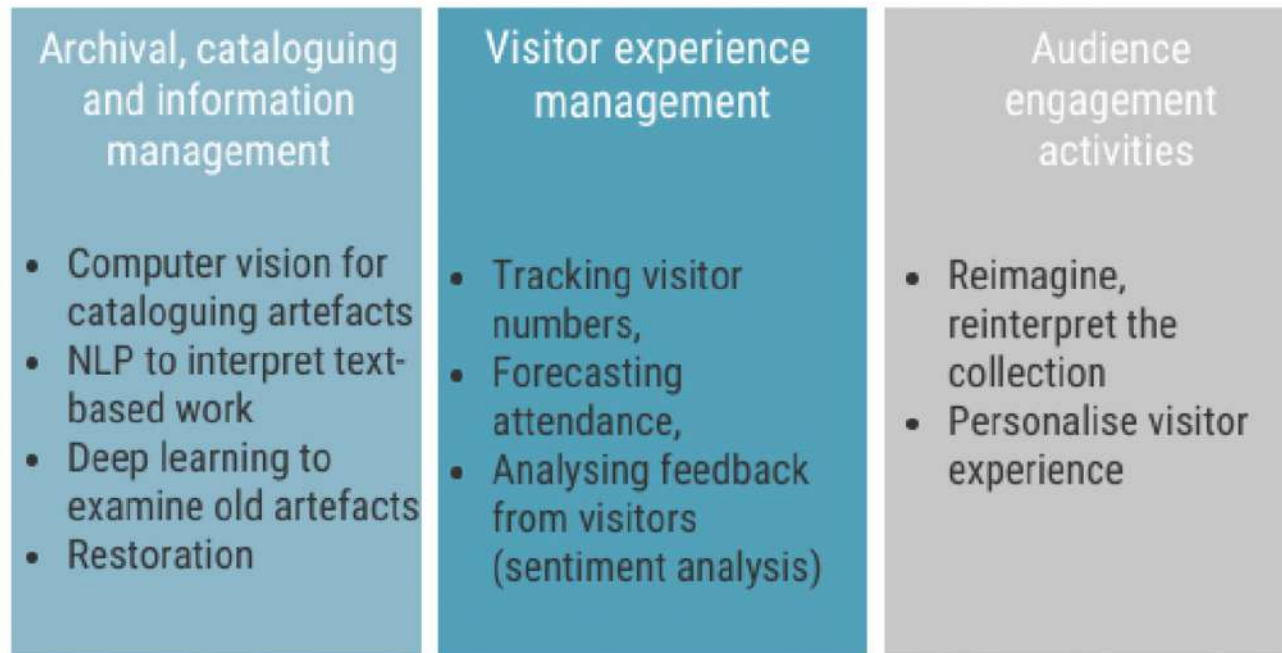 Archival, cataloguing
and information
management
• Computer vision for
cataloguing artefacts
• NLP to interpret text-
based work
• Deep learning to
examine old artefacts
• Restoration
Visitor experience
management
• Tracking visitor
numbers,
• Forecasting
attendance,
• Analysing feedback
from visitors
(sentiment analysis)
Audience
engagement
activities
• Reimagine,
reinterpret the
collection
• Personalise visitor
experience